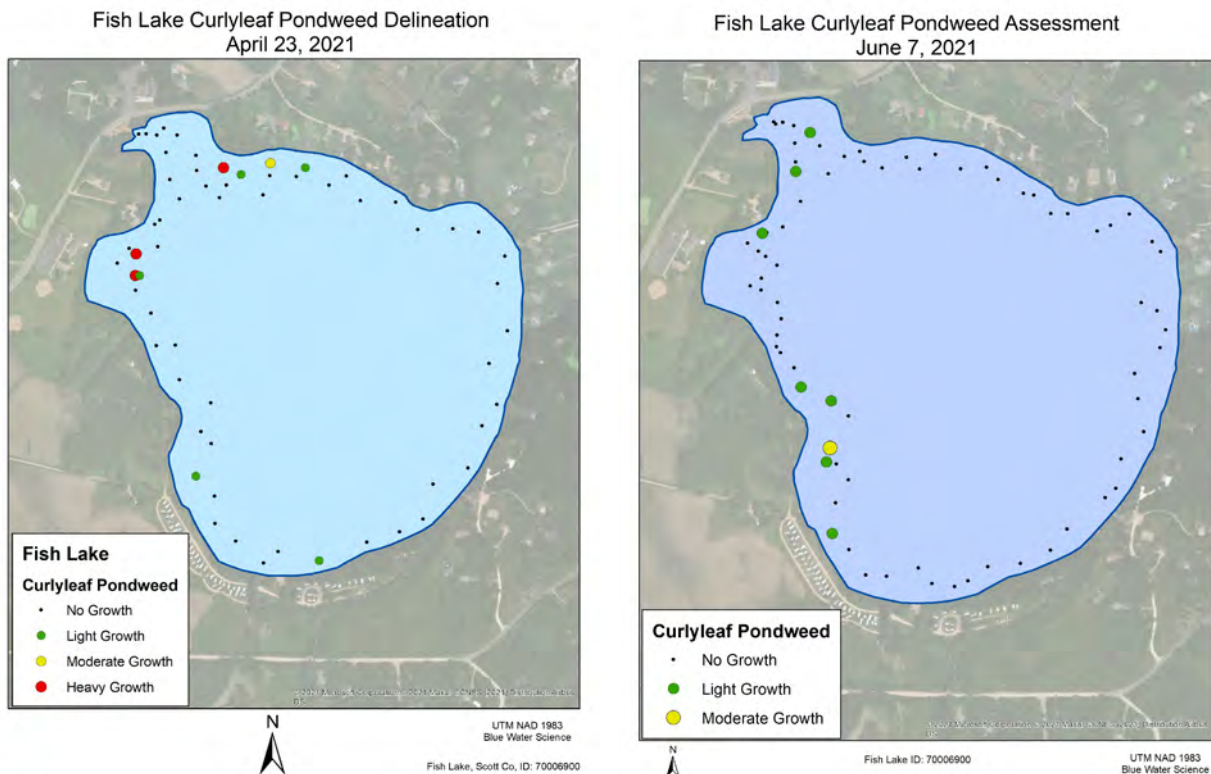 Fish Lake Curlyleaf Pondweed Delineation
April 23, 2021
Fish Lake
Curlyleaf Pondweed
No Growth
Light Growth
Moderate Growth
Heavy Growth
N
UTM NAD 1983
Blue Water Science
Fish Lake, Scott Co, ID: 70006900
Fish Lake Curlyleaf Pondweed Assessment
June 7, 2021
Curlyleaf Pondweed
No Growth
Light Growth
Moderate Growth
N
Fish Lake ID: 70006900
UTM NAD 1983
Blue Water Science